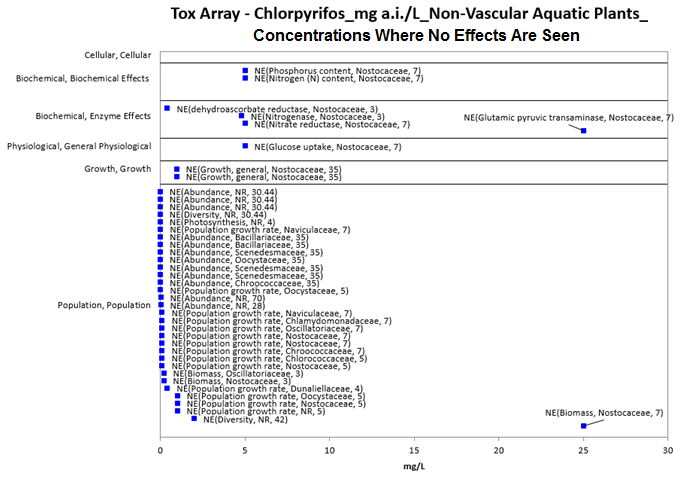 Tox Array - Chlorpyrifos_mg a.i./L_Non-Vascular Aquatic Plants_
Concentrations Where No Effects Are Seen
Cellular, Cellular
Biochemical, Biochemical Effects
NE(Phosphorus content, Nostocaceae, 7)
NE(Nitrogen (N) content, Nostocaceae, 7)
Biochemical, Enzyme Effects
NE(dehydroascorbate reductase, Nostocaceae, 3)
NE(Nitrogenase, Nostocaceae, 3)
NE(Nitrate reductase, Nostocaceae, 7)
NE(Glutamic pyruvic transaminase, Nostocaceae, 7)
Physiological, General Physiological
NE(Glucose uptake, Nostocaceae, 7)
Growth, Growth
NE(Growth, general, Nostocaceae, 35)
NE(Growth, general, Nostocaceae, 35)
Population, Population
NE(Abundance, NR, 30.44)
NE(Abundance, NR, 30.44)
NE(Abundance, NR, 30.44)
NE(Diversity, NR, 30.44)
NE(Photosynthesis, NR, 4)
NE(Population growth rate, Naviculaceae, 7)
NE(Abundance, Bacillariaceae, 35)
NE(Abundance, Bacillariaceae, 35)
NE(Abundance, Scenedesmaceae, 35)
NE(Abundance, Oocystaceae, 35)
NE(Abundance, Scenedesmaceae, 35)
NE(Abundance, Scenedesmaceae, 35)
NE(Abundance, Chroococcaceae, 35)
NE(Population growth rate, Oocystaceae, 5)
NE(Abundance, NR, 70)
NE(Abundance, NR, 28)
NE(Population growth rate, Naviculaceae, 7)
NE(Population growth rate, Chlamydomonadaceae, 7)
NE(Population growth rate, Oscillatoriaceae, 7)
NE(Population growth rate, Nostocaceae, 7)
NE(Population growth rate, Nostocaceae, 7)
NE(Population growth rate, Chroococcaceae, 7)
NE(Population growth rate, Chlorococcaceae, 5)
NE(Population growth rate, Nostocaceae, 5)
NE(Biomass, Oscillatoriaceae, 3)
NE(Biomass, Nostocaceae, 3)
NE(Population growth rate, Dunaliellaceae, 4)
NE(Population growth rate, Oocystaceae, 5)
NE(Population growth rate, Nostocaceae, 5)
NE(Population growth rate, NR, 5)
NE(Diversity, NR, 42)
NE(Biomass, Nostocaceae, 7)
0 5 10 15 20 25 30
mg/L